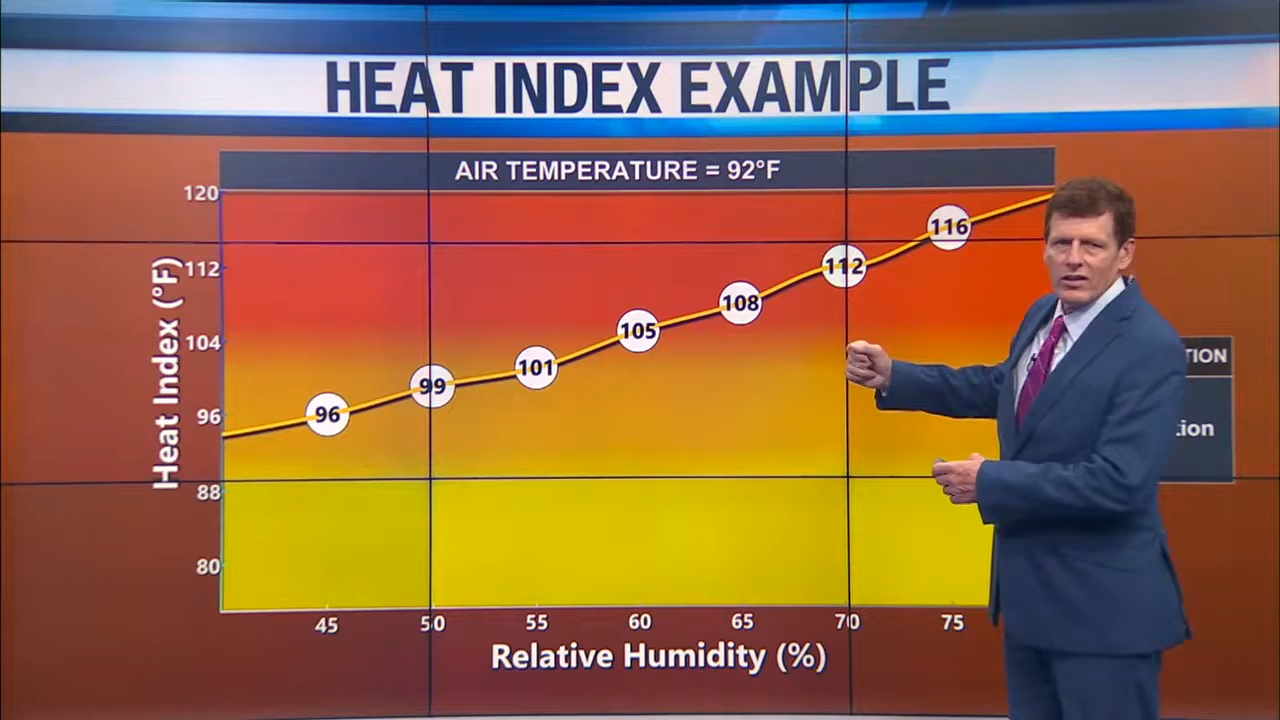 HEAT INDEX EXAMPLE
AIR TEMPERATURE = 92°F
120
112
104
96
88
80
Heat Index (°F)
96
99
101
105
108
112
116
45 50 55 60 65 70 75
Relative Humidity (%)